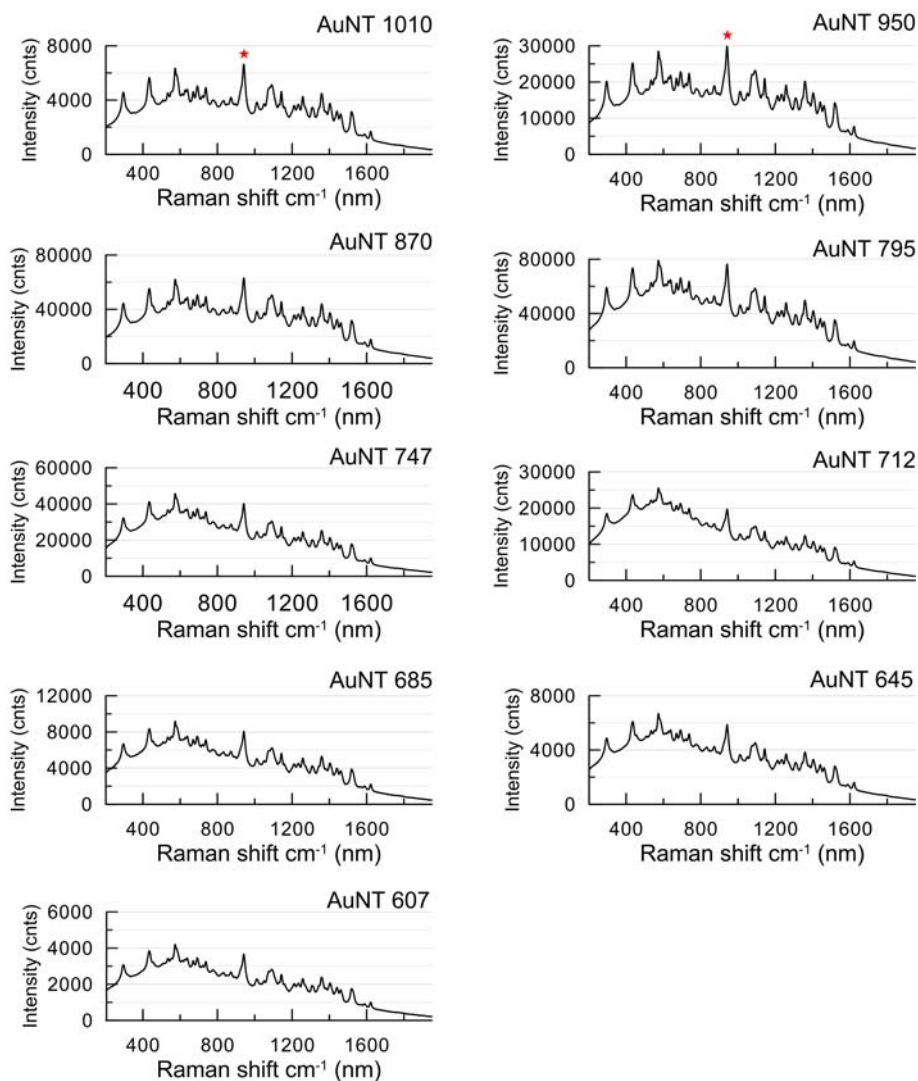 AuNT 1010
Intensity (cnts)
8000
4000
0
400 800 1200 1600
Raman shift cm⁻¹ (nm)
AuNT 950
Intensity (cnts)
30000
20000
10000
0
400 800 1200 1600
Raman shift cm⁻¹ (nm)
AuNT 870
Intensity (cnts)
80000
40000
0
400 800 1200 1600
Raman shift cm⁻¹ (nm)
AuNT 795
Intensity (cnts)
80000
40000
0
400 800 1200 1600
Raman shift cm⁻¹ (nm)
AuNT 747
Intensity (cnts)
60000
40000
20000
0
400 800 1200 1600
Raman shift cm⁻¹ (nm)
AuNT 712
Intensity (cnts)
30000
20000
10000
0
400 800 1200 1600
Raman shift cm⁻¹ (nm)
AuNT 685
Intensity (cnts)
12000
8000
4000
0
400 800 1200 1600
Raman shift cm⁻¹ (nm)
AuNT 645
Intensity (cnts)
8000
4000
0
400 800 1200 1600
Raman shift cm⁻¹ (nm)
AuNT 607
Intensity (cnts)
6000
4000
2000
0
400 800 1200 1600
Raman shift cm⁻¹ (nm)